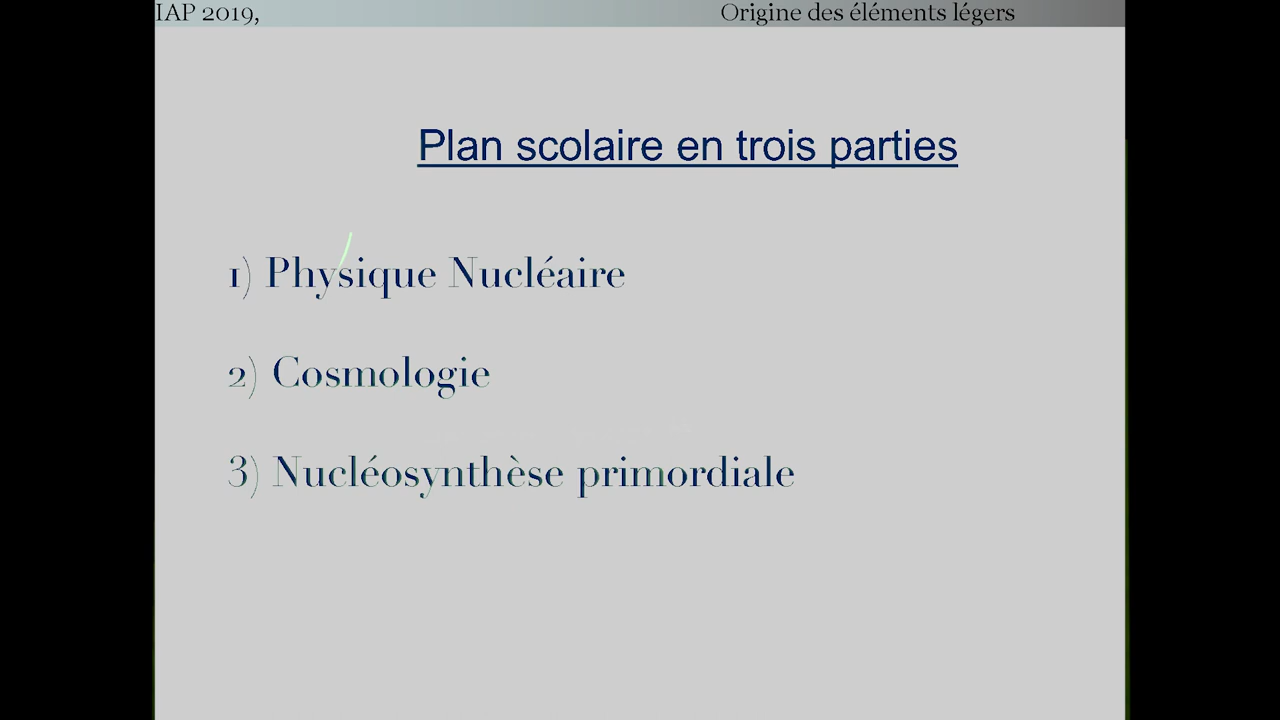 IAP 2019, Origine des éléments légers
Plan scolaire en trois parties
1) Physique Nucléaire
2) Cosmologie
3) Nucléosynthèse primordiale